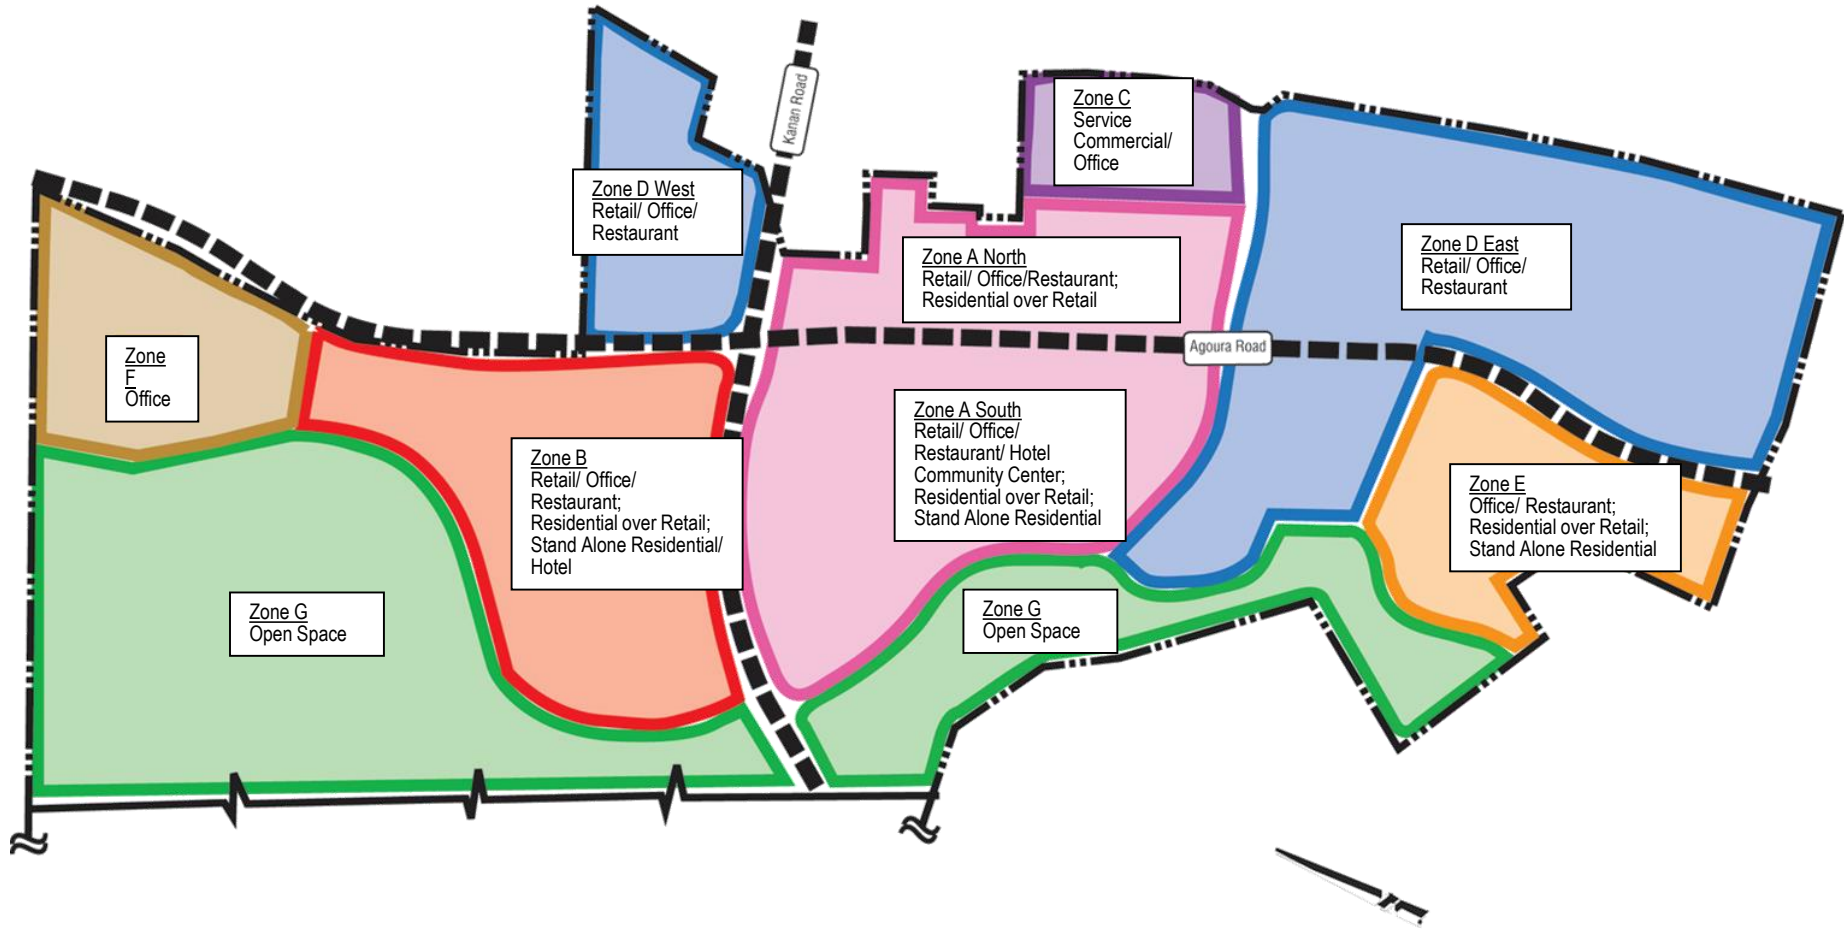 Kanan Road
Zone C
Service
Commercial/
Office
Zone D West
Retail/ Office/
Restaurant
Zone A North
Retail/ Office/Restaurant;
Residential over Retail
Zone D East
Retail/ Office/
Restaurant
Agoura Road
Zone
F
Office
Zone A South
Retail/ Office/
Restaurant/ Hotel
Community Center;
Residential over Retail;
Stand Alone Residential
Zone B
Retail/ Office/
Restaurant;
Residential over Retail;
Stand Alone Residential/
Hotel
Zone E
Office/ Restaurant;
Residential over Retail;
Stand Alone Residential
Zone G
Open Space
Zone G
Open Space